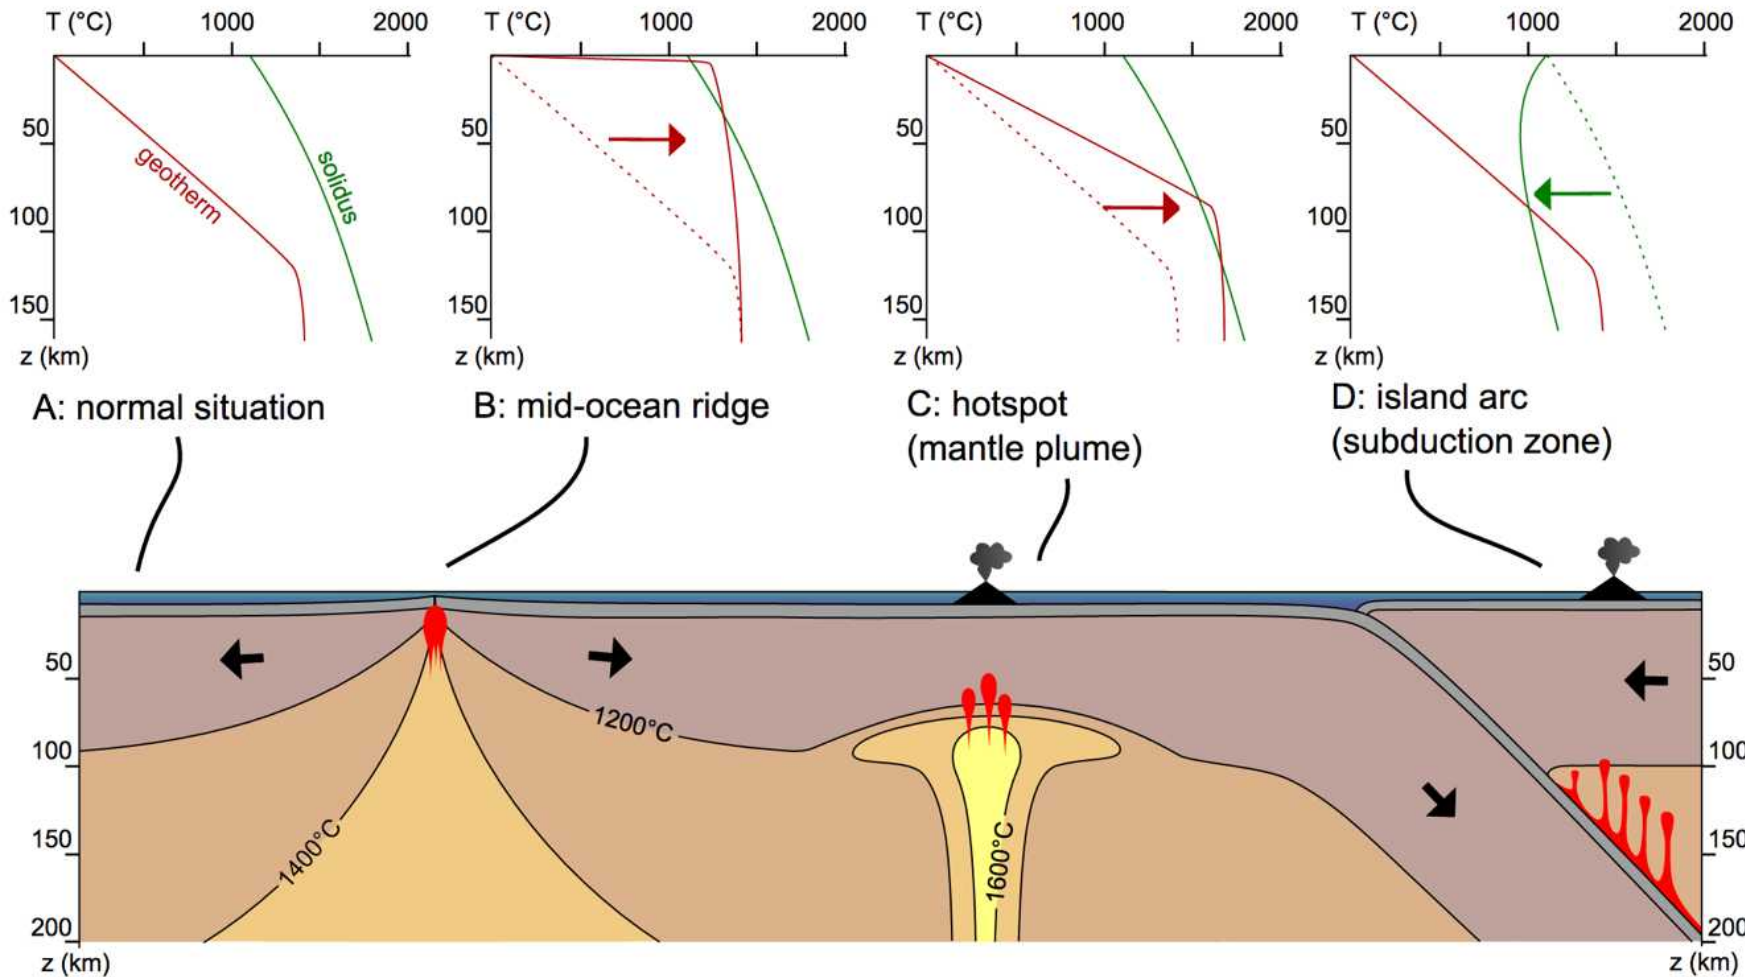 T (°C) 1000 2000 T (°C) 1000 2000 T (°C) 1000 2000 T (°C) 1000 2000
50 50 50 50
geotherm
solidus
100 100 100 100
150 150 150 150
z (km) z (km) z (km) z (km)
A: normal situation
B: mid-ocean ridge
C: hotspot
(mantle plume)
D: island arc
(subduction zone)
50 50
1200°C
100 100
1400°C
1600°C
150 150
200 200
z (km) z (km)